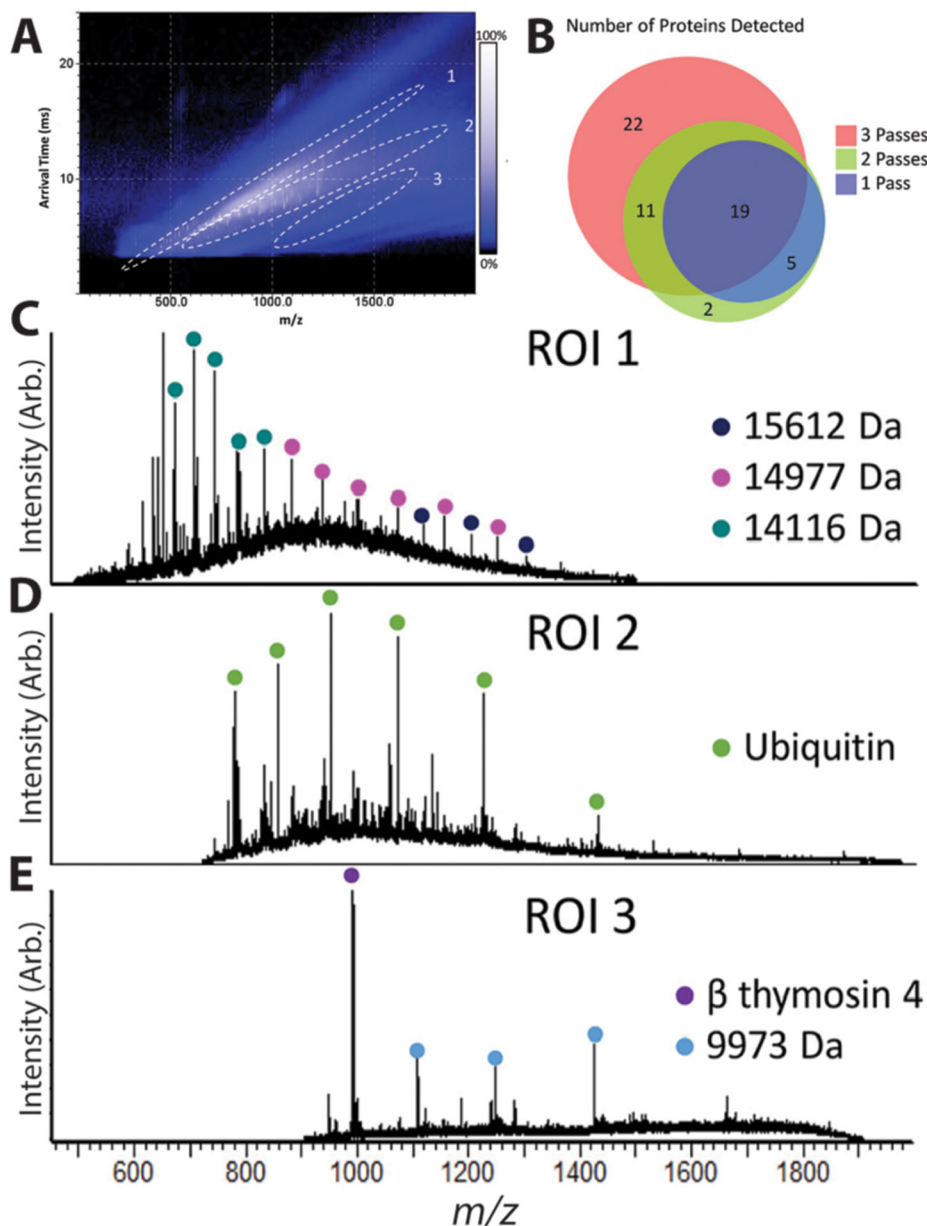 A
Arrival Time (ms)
20
10
500.0 1000.0 1500.0
m/z
1
2
3
100%
0%
B Number of Proteins Detected
22
11
19
5
2
3 Passes
2 Passes
1 Pass
C
ROI 1
Intensity (Arb.)
15612 Da
14977 Da
14116 Da
D
ROI 2
Intensity (Arb.)
Ubiquitin
E
ROI 3
Intensity (Arb.)
β thymosin 4
9973 Da
600 800 1000 1200 1400 1600 1800
m/z